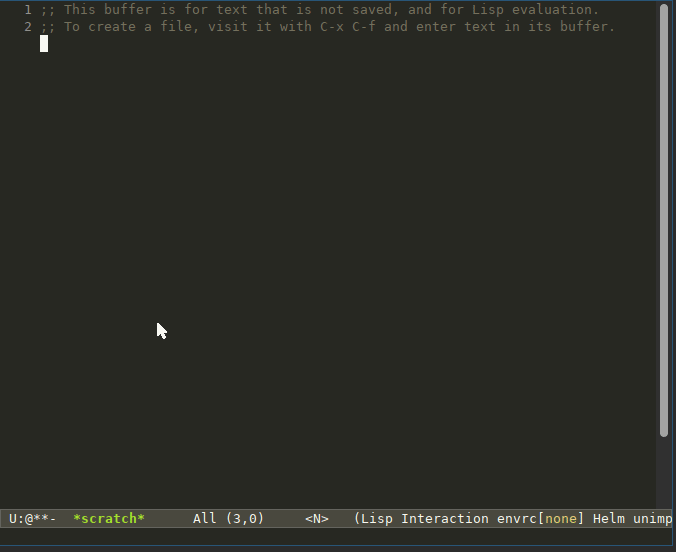 1 ;; This buffer is for text that is not saved, and for Lisp evaluation.
2 ;; To create a file, visit it with C-x C-f and enter text in its buffer.
U:@**-  *scratch*      All (3,0)     <N>   (Lisp Interaction envrc[none] Helm unimp